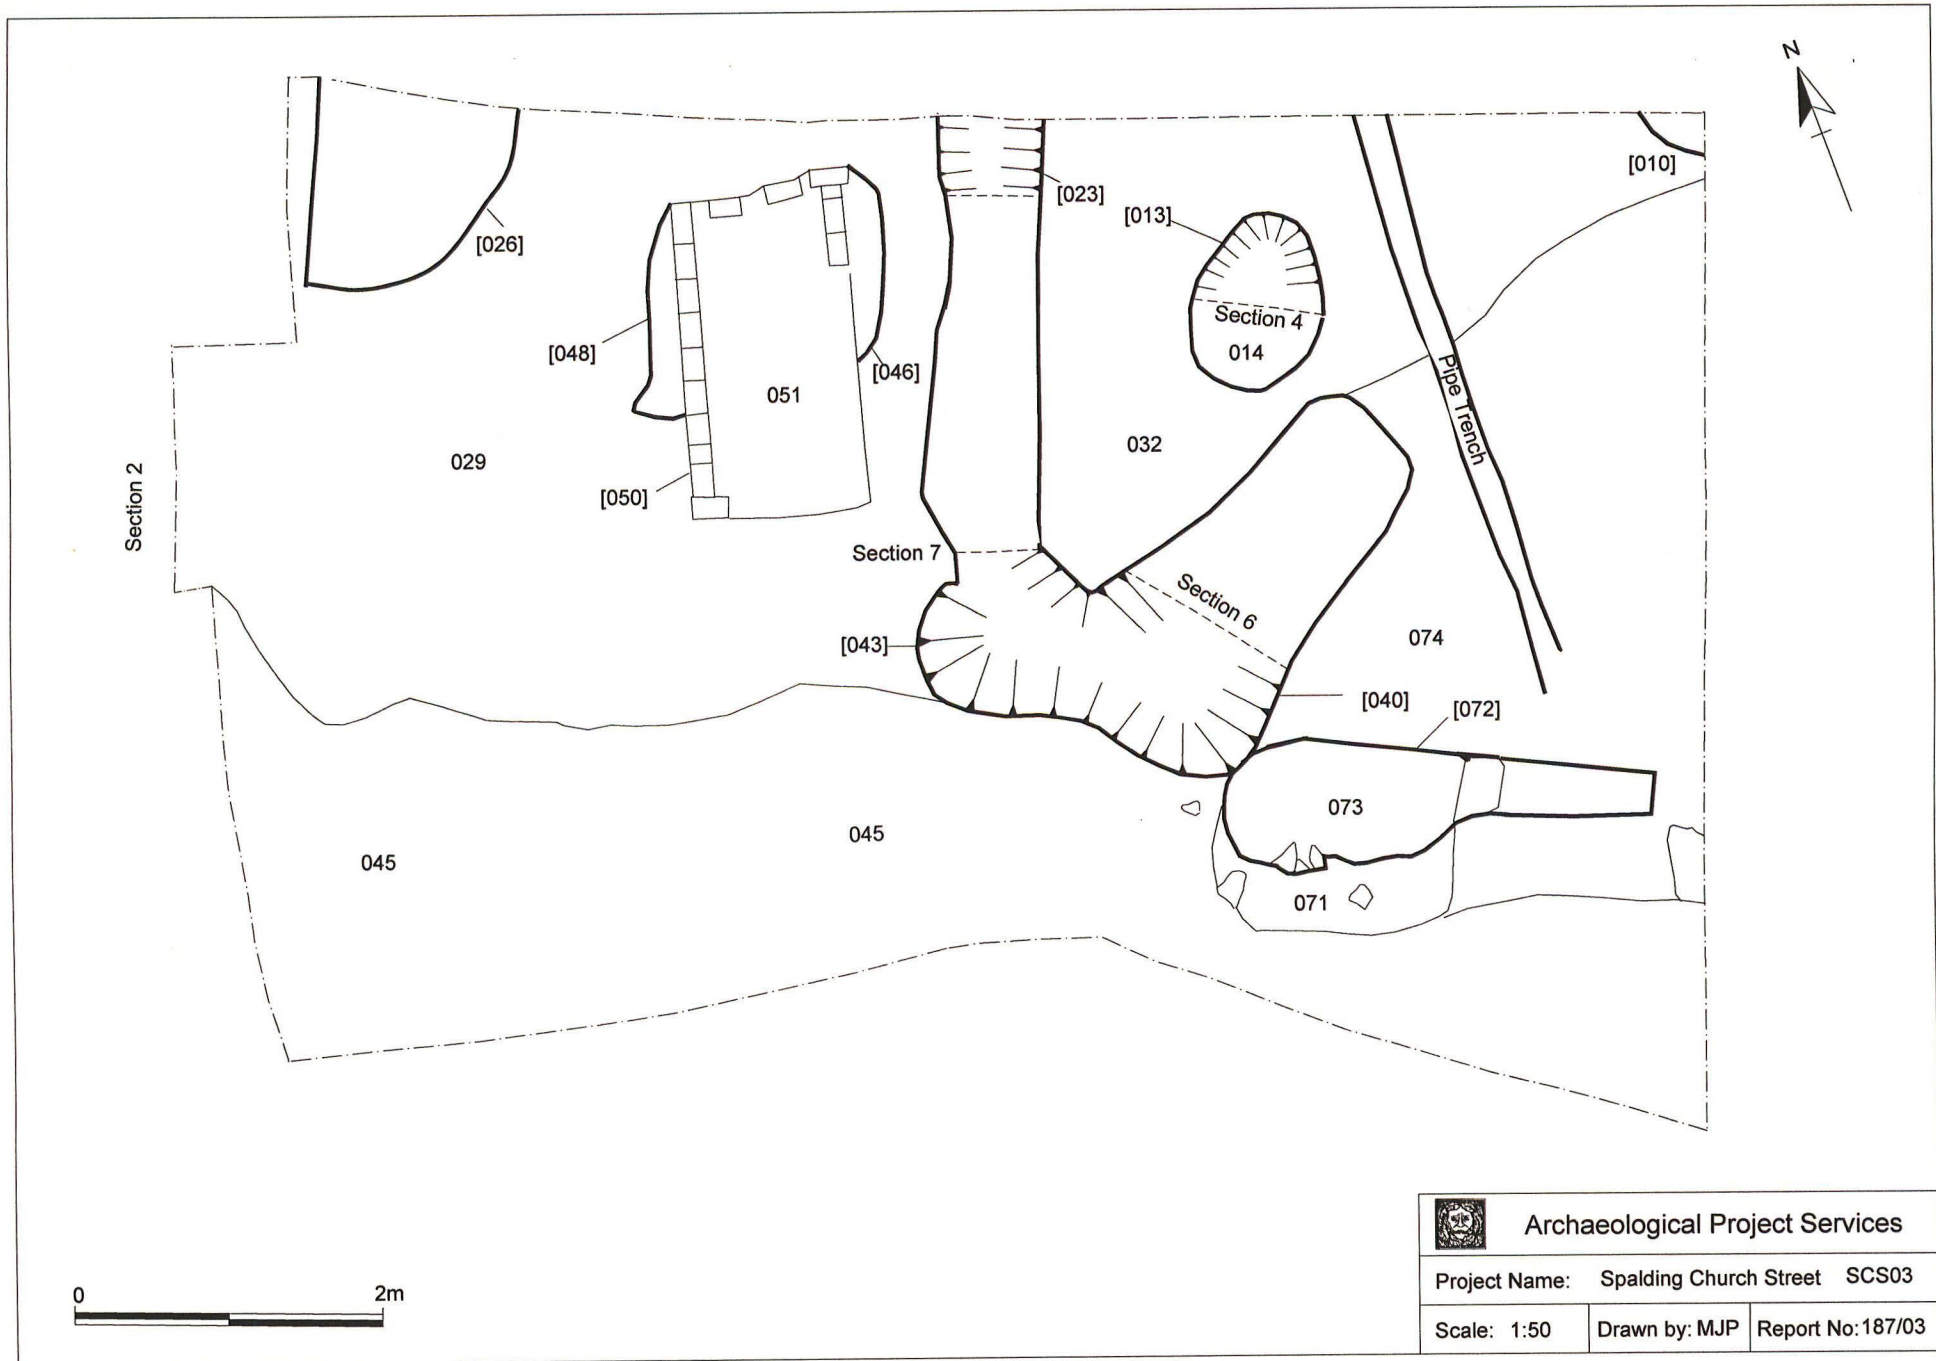 N
[010]
[023]
[013]
[026]
Section 4
014
[048]
[046]
051
Pipe Trench
032
029
Section 2
[050]
Section 7
Section 6
074
[043]
[040]
[072]
073
045
045
071
0 2m
Archaeological Project Services
Project Name: Spalding Church Street SCS03
Scale: 1:50 Drawn by: MJP Report No: 187/03